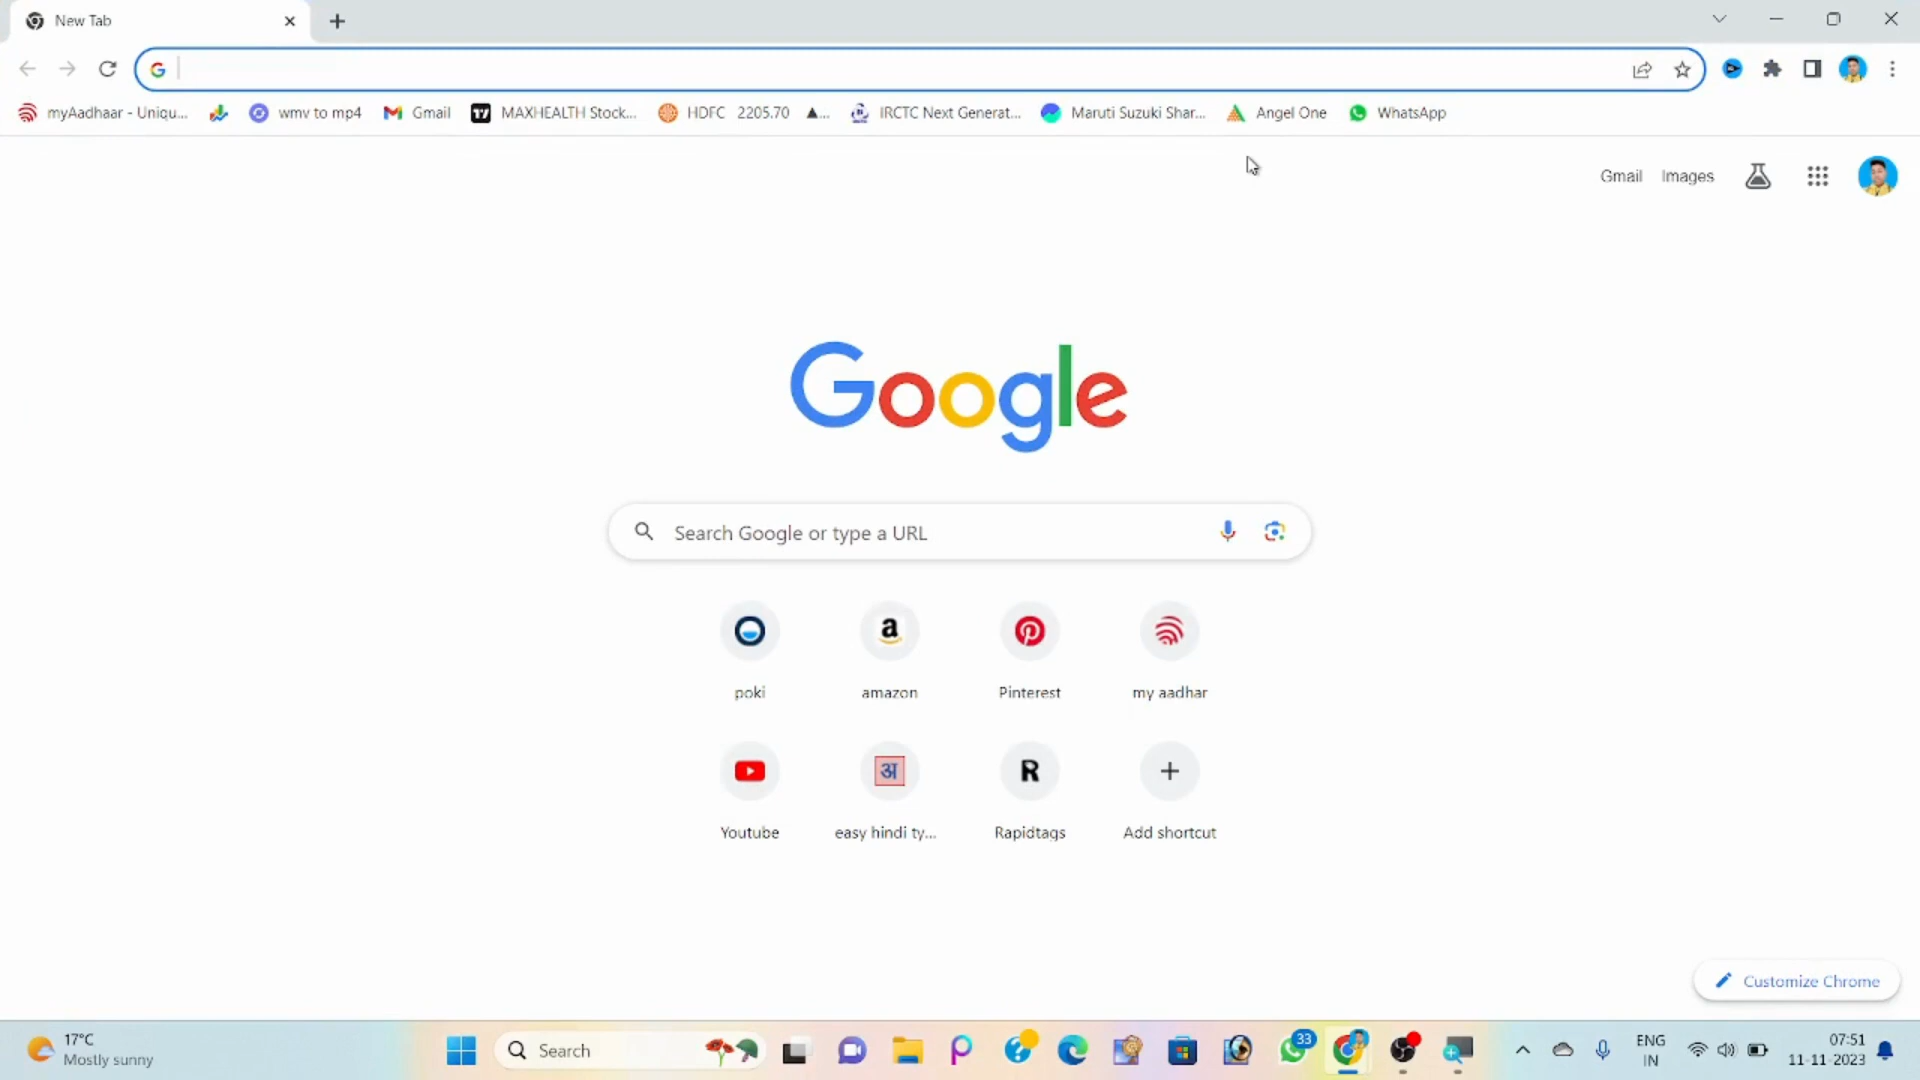 New Tab
myAadhaar - Uniqu...
wmv to mp4
Gmail
MAXHEALTH Stock...
HDFC 2205.70 ▲...
IRCTC Next Generat...
Maruti Suzuki Shar...
Angel One
WhatsApp
Gmail
Images
Google
Search Google or type a URL
poki
amazon
Pinterest
my aadhar
Youtube
easy hindi ty...
Rapidtags
Add shortcut
Customize Chrome
17°C
Mostly sunny
Search
33
ENG
IN
07:51
11-11-2023